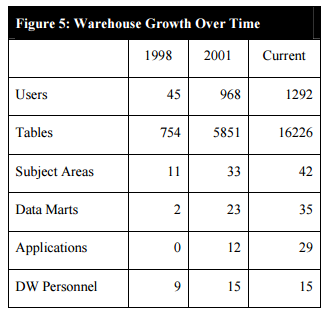 Figure 5: Warehouse Growth Over Time
1998 2001 Current
Users 45 968 1292
Tables 754 5851 16226
Subject Areas 11 33 42
Data Marts 2 23 35
Applications 0 12 29
DW Personnel 9 15 15